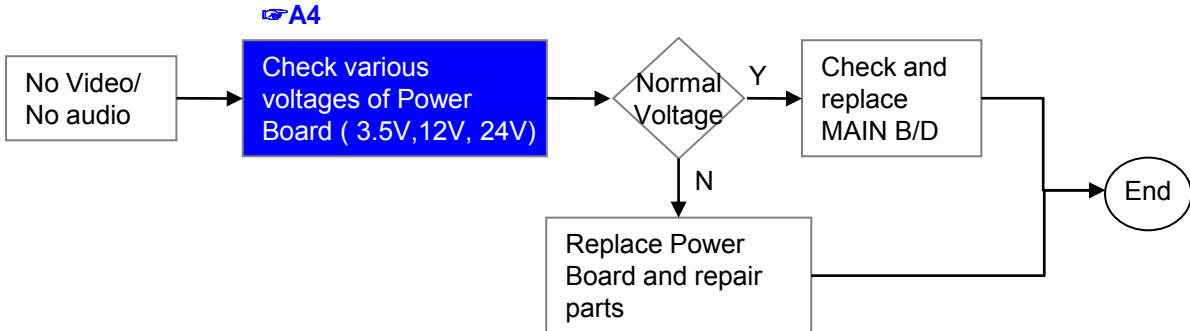 ☞A4
No Video/
No audio
Check various
voltages of Power
Board ( 3.5V,12V, 24V)
Normal
Voltage
Y
Check and
replace
MAIN B/D
N
Replace Power
Board and repair
parts
End